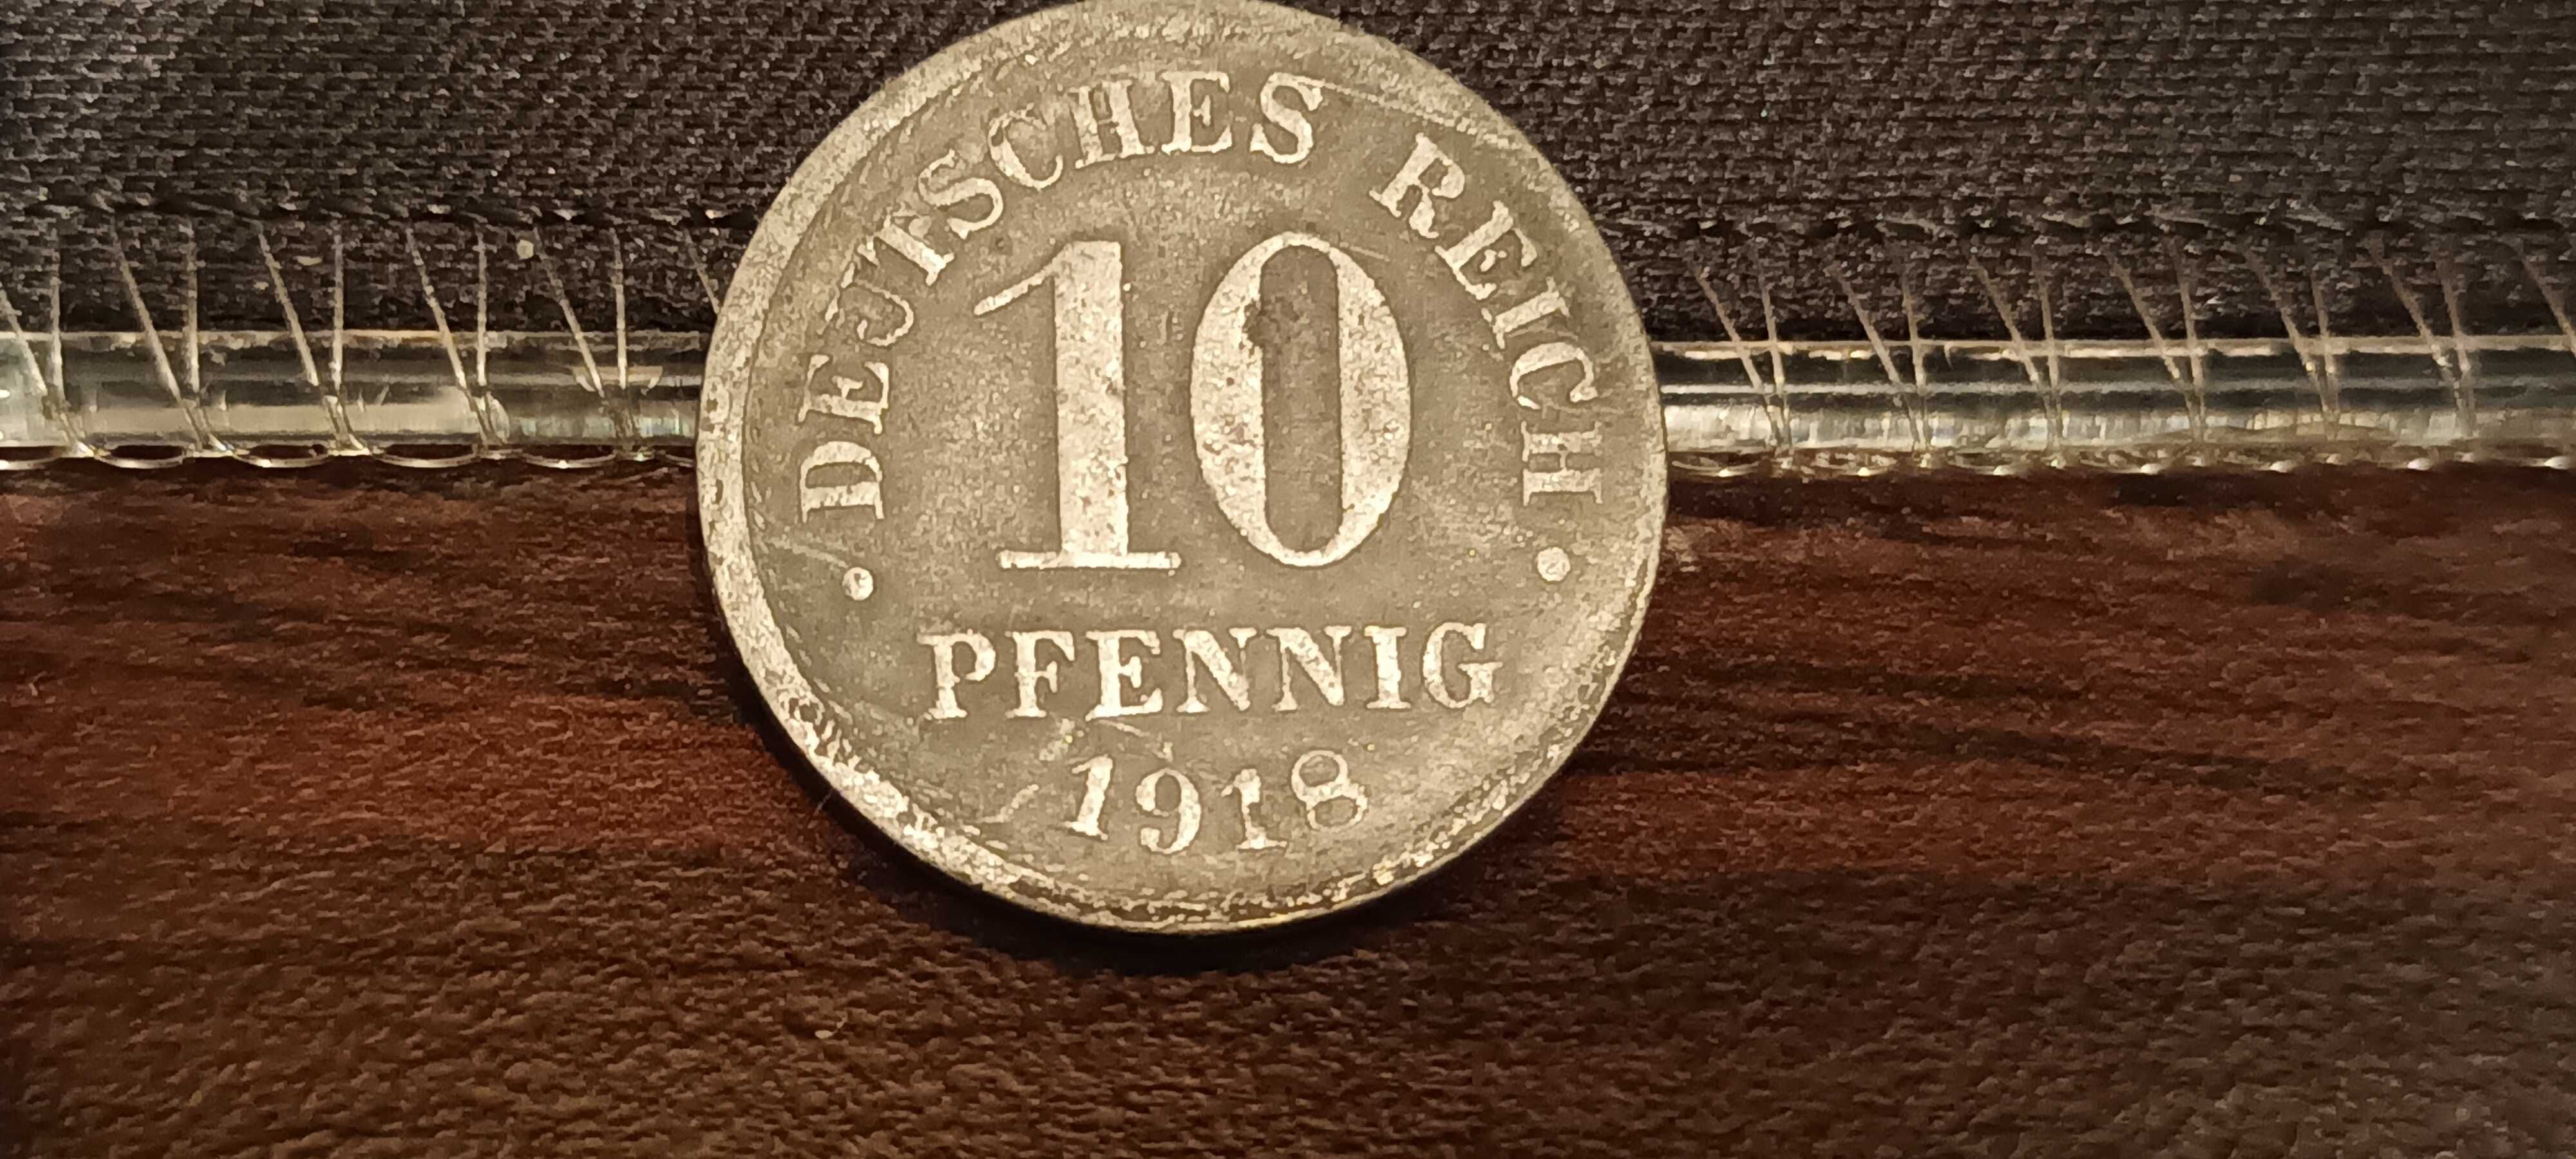 • DEUTSCHES REICH •
10
PFENNIG
1918